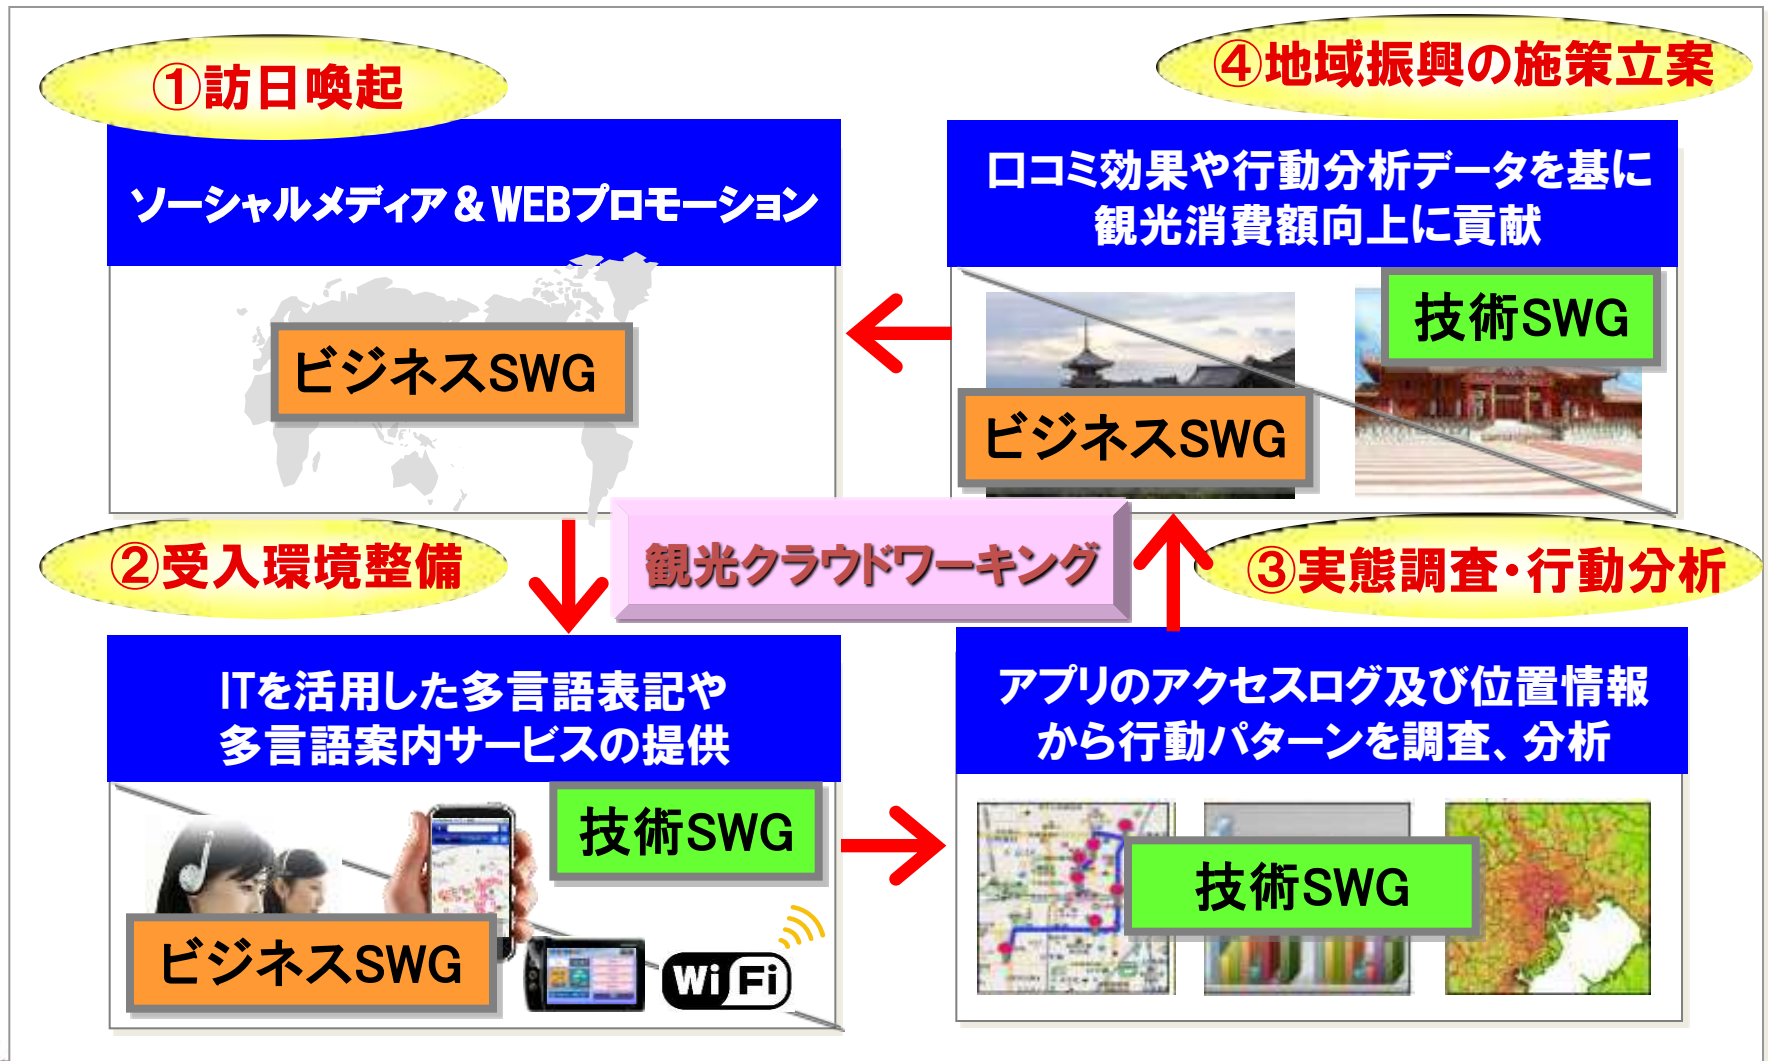 ①訪日喚起
ソーシャルメディア＆WEBプロモーション
ビジネスSWG
④地域振興の施策立案
口コミ効果や行動分析データを基に
観光消費額向上に貢献
技術SWG
ビジネスSWG
観光クラウドワーキング
②受入環境整備
ITを活用した多言語表記や
多言語案内サービスの提供
技術SWG
ビジネスSWG
Wi Fi
③実態調査・行動分析
アプリのアクセスログ及び位置情報
から行動パターンを調査、分析
技術SWG